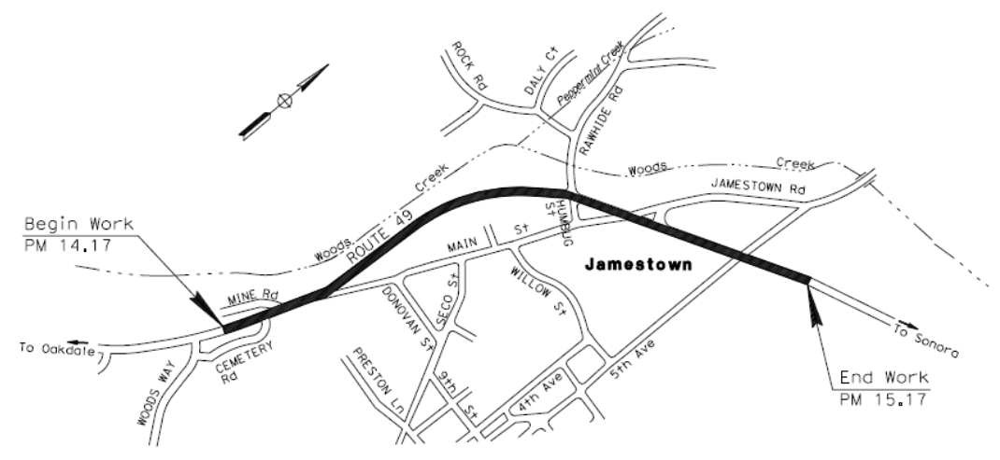 ROCK Rd
DALY Ct
Peppermint Creek
RAWHIDE Rd
Woods Creek
JAMESTOWN Rd
HUMBUG St
Woods Creek
ROUTE 49
MAIN St
Begin Work
PM 14.17
MINE Rd
Jamestown
WILLOW St
SECO St
DONOVAN St
To Oakdale
CEMETERY Rd
WOODS WAY
PRESTON Ln
9th St
4th Ave
5th Ave
To Sonora
End Work
PM 15.17